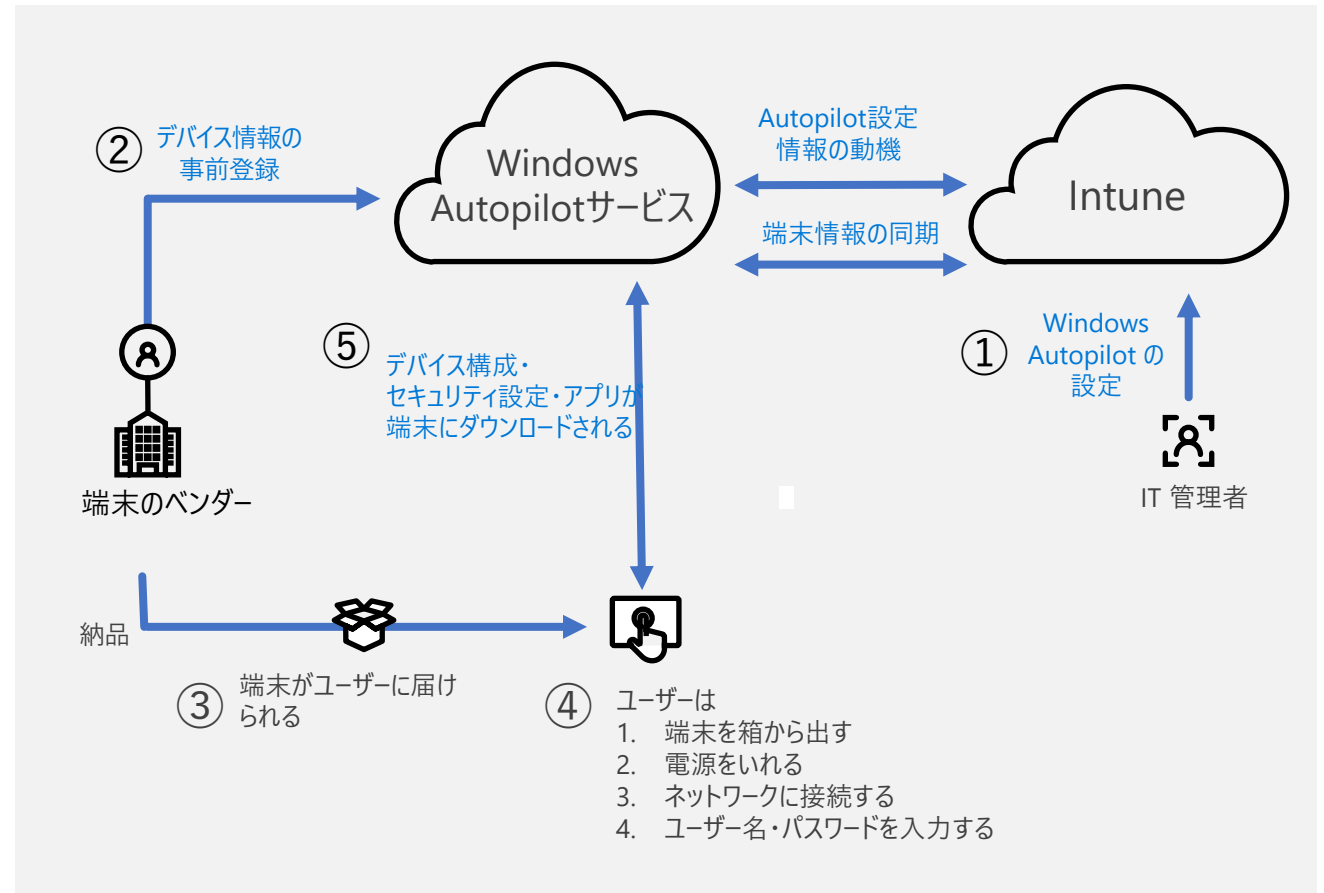 ②
デバイス情報の
事前登録
Windows
Autopilotサービス
Autopilot設定
情報の動機
端末情報の同期
Intune
①
Windows
Autopilot の
設定
IT 管理者
⑤
デバイス構成・
セキュリティ設定・アプリが
端末にダウンロードされる
端末のベンダー
納品
③
端末がユーザーに届け
られる
④
ユーザーは
1. 端末を箱から出す
2. 電源をいれる
3. ネットワークに接続する
4. ユーザー名・パスワードを入力する